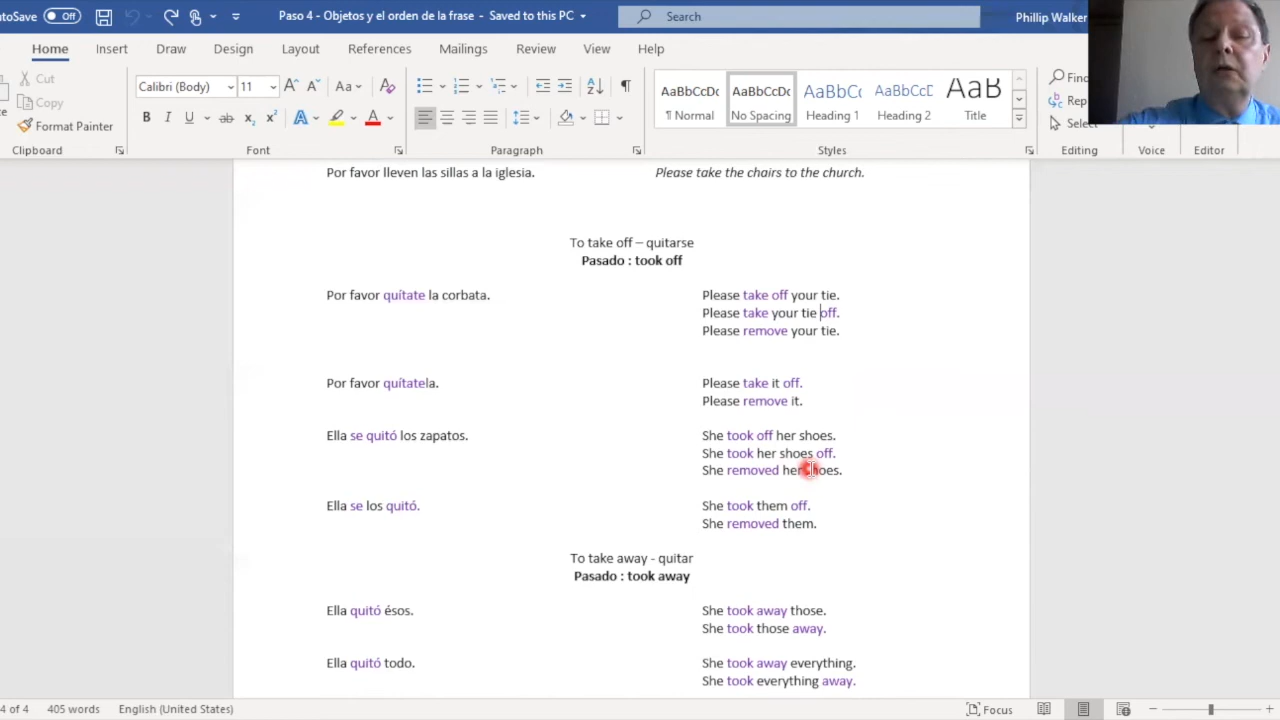 utoSave Off
Paso 4 - Objetos y el orden de la frase - Saved to this PC
Search
Phillip Walker
Home Insert Draw Design Layout References Mailings Review View Help
Cut
Copy
Format Painter
Clipboard
Calibri (Body) 11
Font
Paragraph
AaBbCcDc AaBbCcDc AaBbCc AaBbCcD AaB
¶ Normal No Spacing Heading 1 Heading 2 Title
Styles
Find
Rep
Select
Editing
Voice
Editor
Por favor lleven las sillas a la iglesia. Please take the chairs to the church.
To take off – quitarse
Pasado : took off
Por favor quítate la corbata. Please take off your tie.
Please take your tie off.
Please remove your tie.
Por favor quítatela. Please take it off.
Please remove it.
Ella se quitó los zapatos. She took off her shoes.
She took her shoes off.
She removed her shoes.
Ella se los quitó. She took them off.
She removed them.
To take away - quitar
Pasado : took away
Ella quitó ésos. She took away those.
She took those away.
Ella quitó todo. She took away everything.
She took everything away.
4 of 4 405 words English (United States) Focus